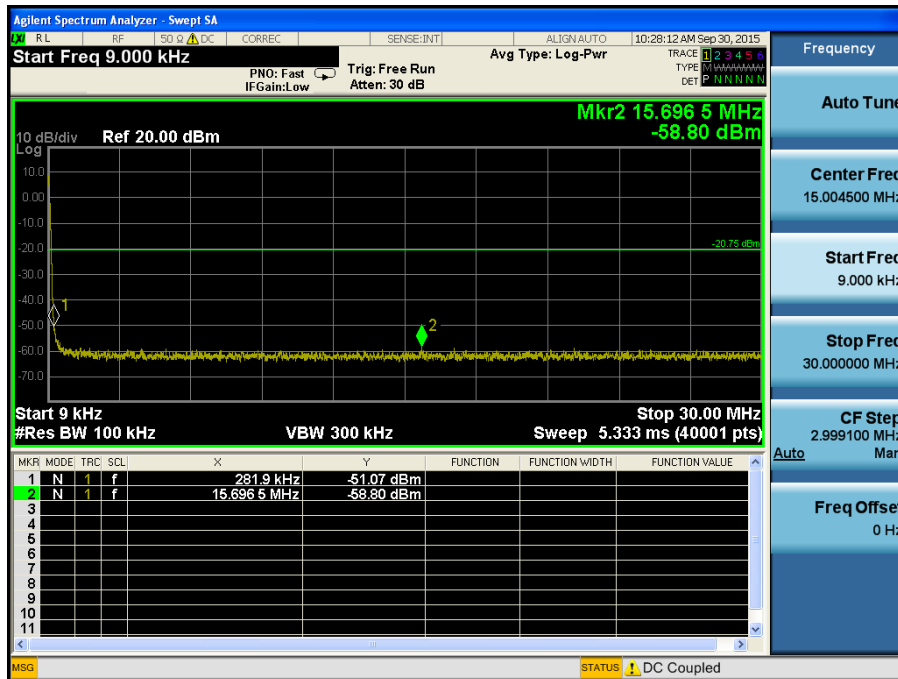 Agilent Spectrum Analyzer - Swept SA
LXI RL RF 50 Ω DC CORREC SENSE:INT ALIGN AUTO 10:28:12 AM Sep 30, 2015
Start Freq 9.000 kHz
PNO: Fast
IFGain:Low
Trig: Free Run
Atten: 30 dB
Avg Type: Log-Pwr
TRACE 1 2 3 4 5 6
TYPE M
DET P N N N N N
Mkr2 15.696 5 MHz
-58.80 dBm
10 dB/div Ref 20.00 dBm
Log
10.0
0.00
-10.0
-20.0
-20.75 dBm
-30.0
-40.0
1
-50.0
2
-60.0
-70.0
Start 9 kHz Stop 30.00 MHz
#Res BW 100 kHz VBW 300 kHz Sweep 5.333 ms (40001 pts)
MKR MODE TRC SCL X Y FUNCTION FUNCTION WIDTH FUNCTION VALUE
1 N 1 f 281.9 kHz -51.07 dBm
2 N 1 f 15.696 5 MHz -58.80 dBm
3
4
5
6
7
8
9
10
11
MSG STATUS DC Coupled
Frequency
Auto Tune
Center Freq
15.004500 MHz
Start Freq
9.000 kHz
Stop Freq
30.000000 MHz
CF Step
2.999100 MHz
Auto Man
Freq Offset
0 Hz